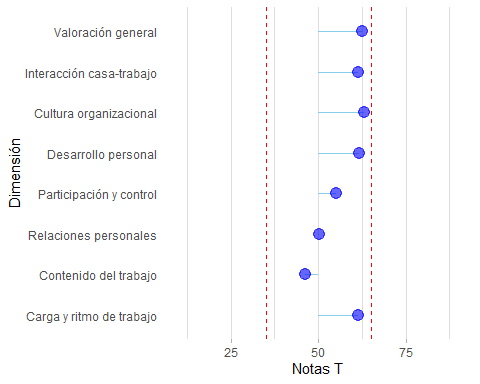 Valoración general
Interacción casa-trabajo
Cultura organizacional
Desarrollo personal
Participación y control
Relaciones personales
Contenido del trabajo
Carga y ritmo de trabajo
Dimensión
25 50 75
Notas T